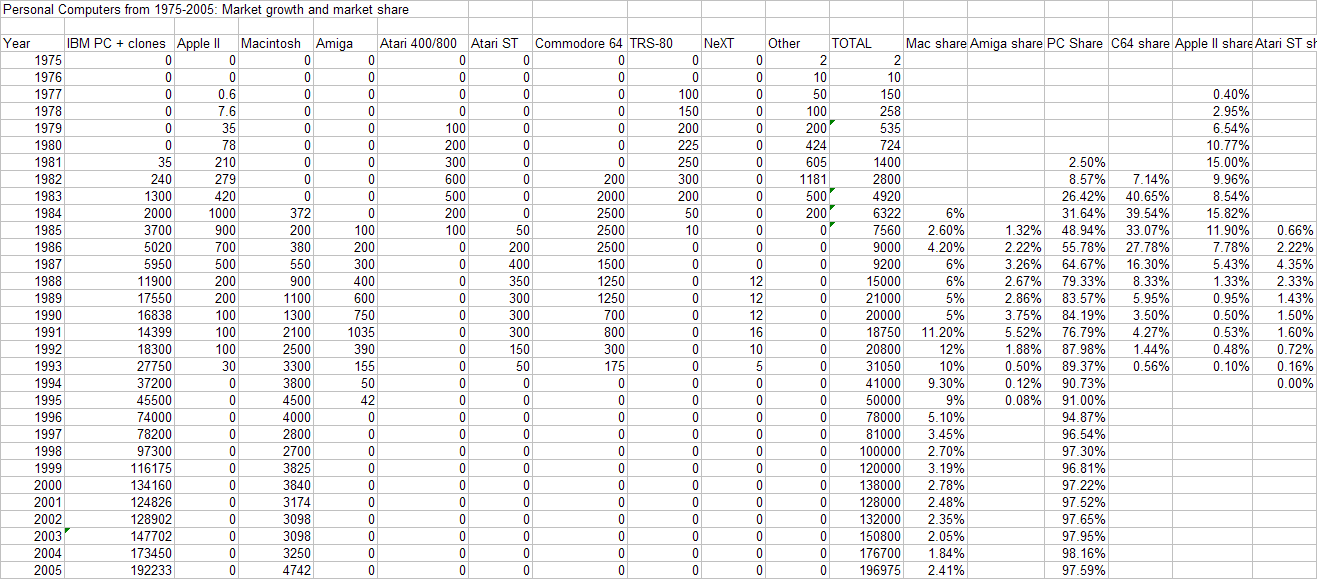 Personal Computers from 1975-2005: Market growth and market share
Year IBM PC + clones Apple II Macintosh Amiga Atari 400/800 Atari ST Commodore 64 TRS-80 NeXT Other TOTAL Mac share Amiga share PC Share C64 share Apple II share Atari ST sh
1975 0 0 0 0 0 0 0 0 0 2 2
1976 0 0 0 0 0 0 0 0 0 10 10
1977 0 0.6 0 0 0 0 0 100 0 50 150 0.40%
1978 0 7.6 0 0 0 0 0 150 0 100 258 2.95%
1979 0 35 0 0 100 0 0 200 0 200 535 6.54%
1980 0 78 0 0 200 0 0 225 0 424 724 10.77%
1981 35 210 0 0 300 0 0 250 0 605 1400 2.50% 15.00%
1982 240 279 0 0 600 0 200 300 0 1181 2800 8.57% 7.14% 9.96%
1983 1300 420 0 0 500 0 2000 200 0 500 4920 26.42% 40.65% 8.54%
1984 2000 1000 372 0 200 0 2500 50 0 200 6322 6% 31.64% 39.54% 15.82%
1985 3700 900 200 100 100 50 2500 10 0 0 7560 2.60% 1.32% 48.94% 33.07% 11.90% 0.66%
1986 5020 700 380 200 0 200 2500 0 0 0 9000 4.20% 2.22% 55.78% 27.78% 7.78% 2.22%
1987 5950 500 550 300 0 400 1500 0 0 0 9200 6% 3.26% 64.67% 16.30% 5.43% 4.35%
1988 11900 200 900 400 0 350 1250 0 12 0 15000 6% 2.67% 79.33% 8.33% 1.33% 2.33%
1989 17550 200 1100 600 0 300 1250 0 12 0 21000 5% 2.86% 83.57% 5.95% 0.95% 1.43%
1990 16838 100 1300 750 0 300 700 0 12 0 20000 5% 3.75% 84.19% 3.50% 0.50% 1.50%
1991 14399 100 2100 1035 0 300 800 0 16 0 18750 11.20% 5.52% 76.79% 4.27% 0.53% 1.60%
1992 18300 100 2500 390 0 150 300 0 10 0 20800 12% 1.88% 87.98% 1.44% 0.48% 0.72%
1993 27750 30 3300 155 0 50 175 0 5 0 31050 10% 0.50% 89.37% 0.56% 0.10% 0.16%
1994 37200 0 3800 50 0 0 0 0 0 0 41000 9.30% 0.12% 90.73% 0.00%
1995 45500 0 4500 42 0 0 0 0 0 0 50000 9% 0.08% 91.00%
1996 74000 0 4000 0 0 0 0 0 0 0 78000 5.10% 94.87%
1997 78200 0 2800 0 0 0 0 0 0 0 81000 3.45% 96.54%
1998 97300 0 2700 0 0 0 0 0 0 0 100000 2.70% 97.30%
1999 116175 0 3825 0 0 0 0 0 0 0 120000 3.19% 96.81%
2000 134160 0 3840 0 0 0 0 0 0 0 138000 2.78% 97.22%
2001 124826 0 3174 0 0 0 0 0 0 0 128000 2.48% 97.52%
2002 128902 0 3098 0 0 0 0 0 0 0 132000 2.35% 97.65%
2003 147702 0 3098 0 0 0 0 0 0 0 150800 2.05% 97.95%
2004 173450 0 3250 0 0 0 0 0 0 0 176700 1.84% 98.16%
2005 192233 0 4742 0 0 0 0 0 0 0 196975 2.41% 97.59%